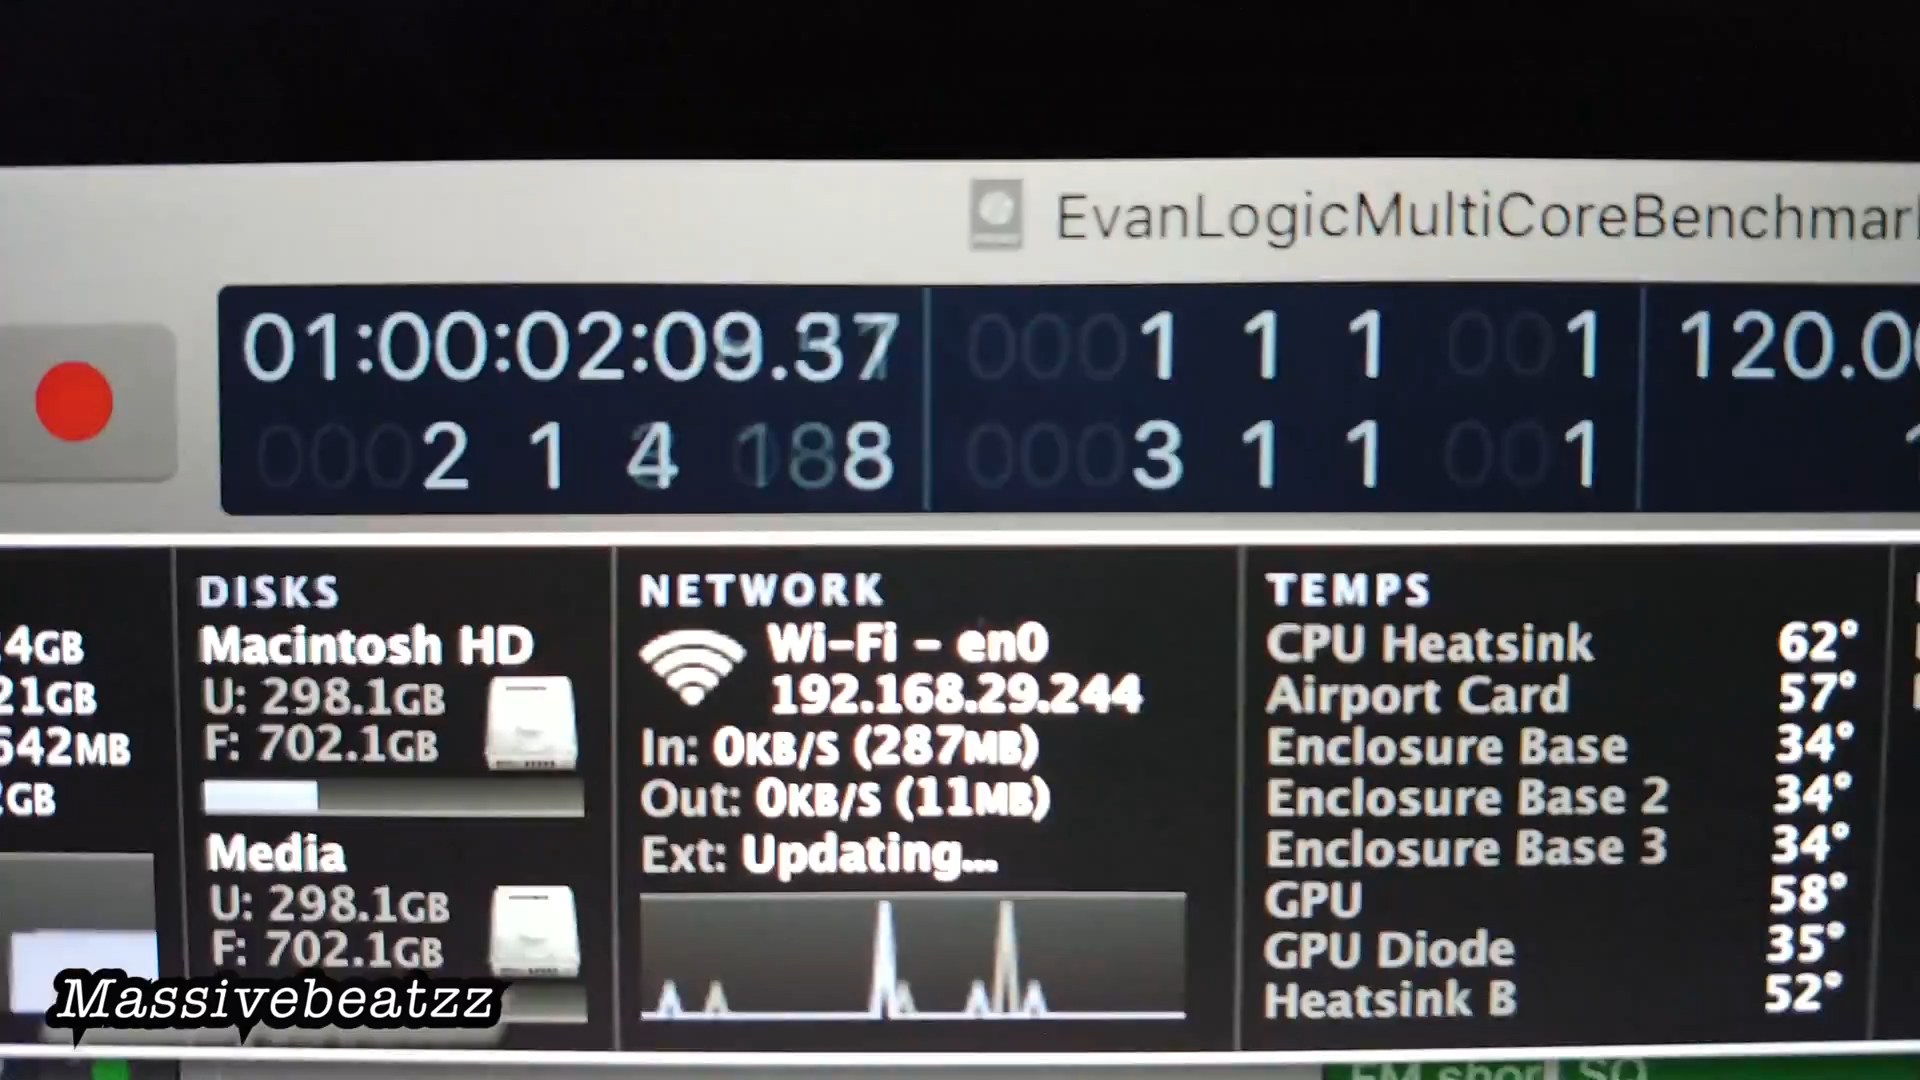 EvanLogicMultiCoreBenchmark
01:00:02:09.37
0001 1 1 001
120.00
0002 1 4 188
0003 1 1 001
4GB
21GB
642MB
GB
DISKS
Macintosh HD
U: 298.1GB
F: 702.1GB
Media
U: 298.1GB
F: 702.1GB
NETWORK
Wi-Fi - en0
192.168.29.244
In: 0KB/S (287MB)
Out: 0KB/S (11MB)
Ext: Updating...
TEMPS
CPU Heatsink 62°
Airport Card 57°
Enclosure Base 34°
Enclosure Base 2 34°
Enclosure Base 3 34°
GPU 58°
GPU Diode 35°
Heatsink B 52°
Massivebeatzz